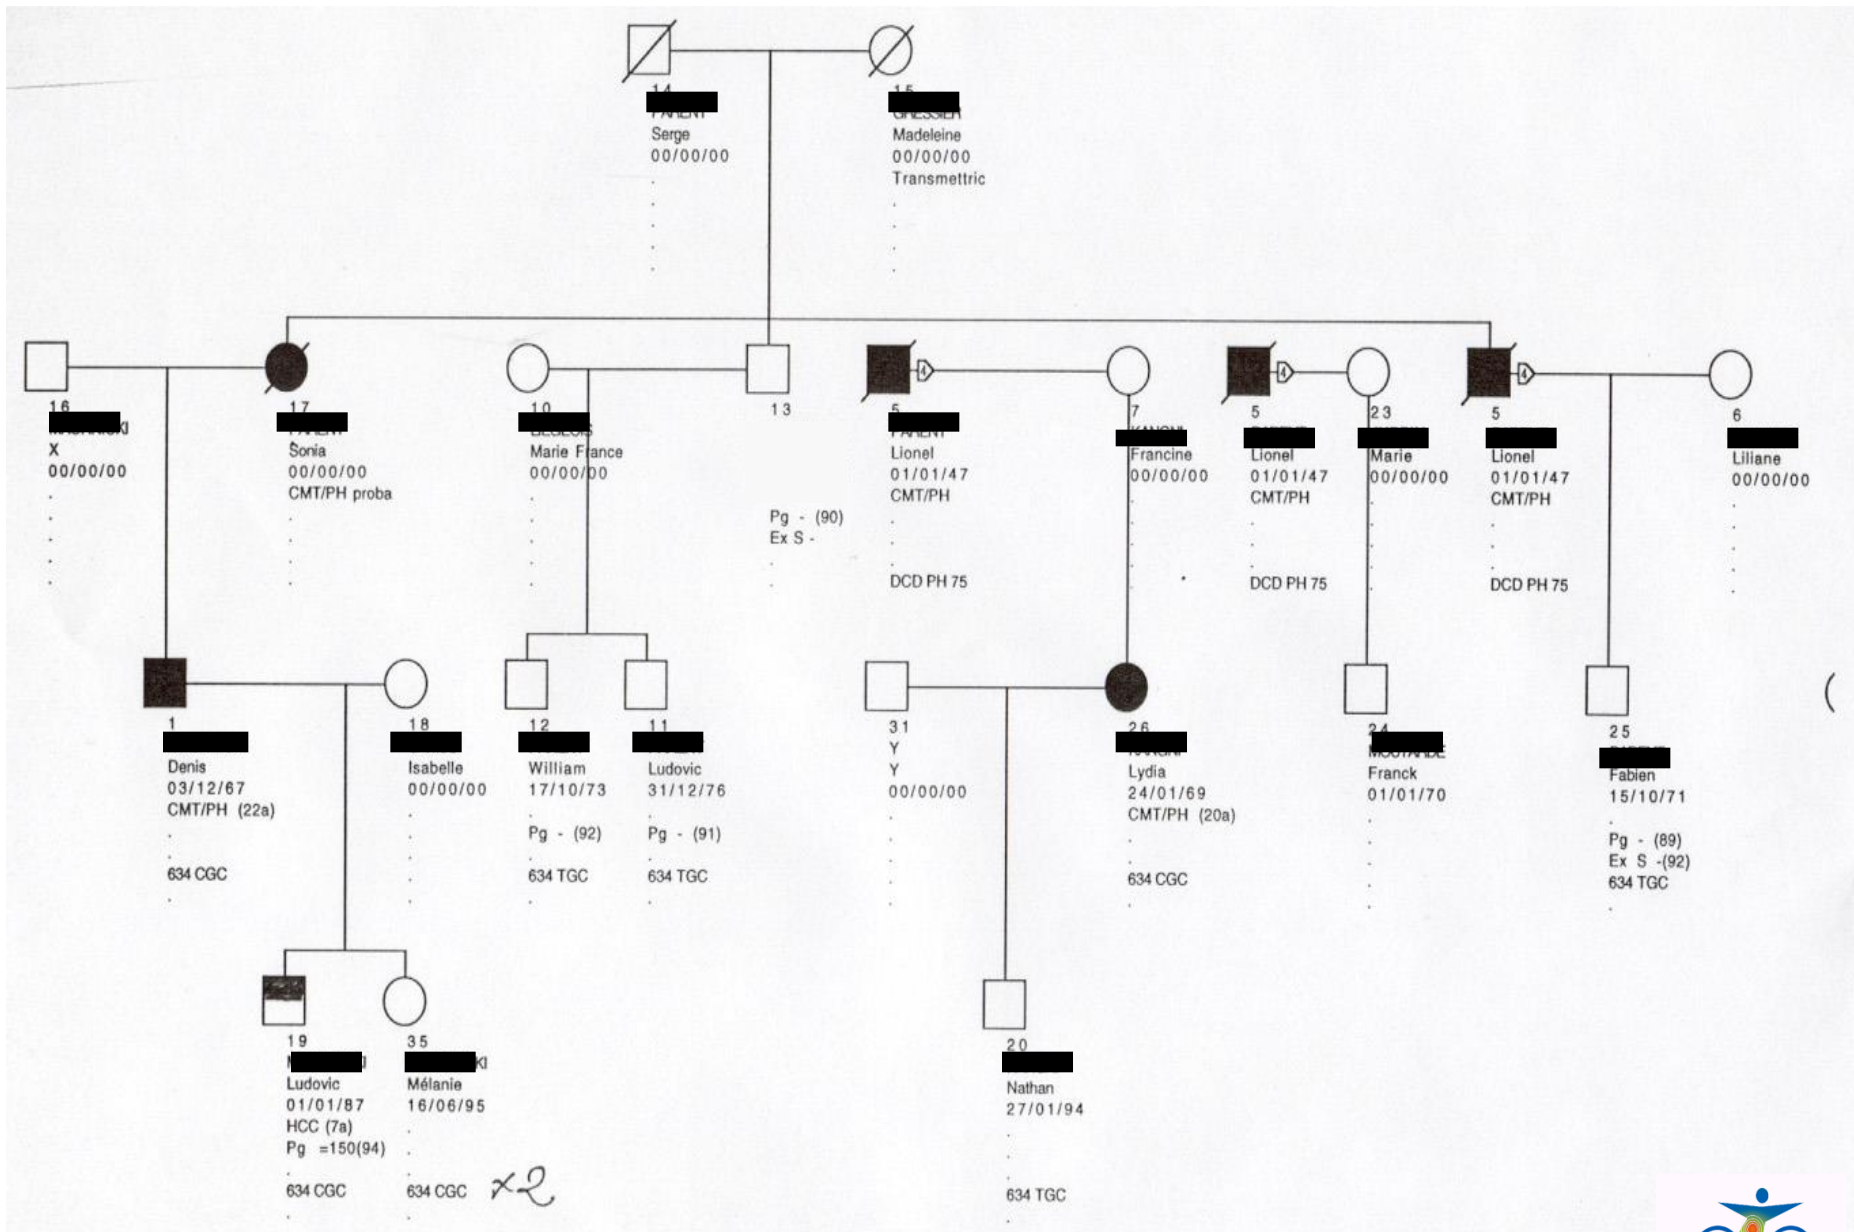 14
Serge
00/00/00
15
Madeleine
00/00/00
Transmettric
16
X
00/00/00
17
Sonia
00/00/00
CMT/PH proba
10
Marie France
00/00/00
13
Pg - (90)
Ex S -
4
5
Lionel
01/01/47
CMT/PH
DCD PH 75
7
Francine
00/00/00
4
5
Lionel
01/01/47
CMT/PH
DCD PH 75
23
Marie
00/00/00
4
5
Lionel
01/01/47
CMT/PH
DCD PH 75
6
Liliane
00/00/00
1
Denis
03/12/67
CMT/PH (22a)
634 CGC
18
Isabelle
00/00/00
12
William
17/10/73
Pg - (92)
634 TGC
11
Ludovic
31/12/76
Pg - (91)
634 TGC
31
Y
Y
00/00/00
26
Lydia
24/01/69
CMT/PH (20a)
634 CGC
24
Franck
01/01/70
25
Fabien
15/10/71
Pg - (89)
Ex S -(92)
634 TGC
(
19
Ludovic
01/01/87
HCC (7a)
Pg =150(94)
634 CGC
35
Mélanie
16/06/95
634 CGC x2
20
Nathan
27/01/94
634 TGC